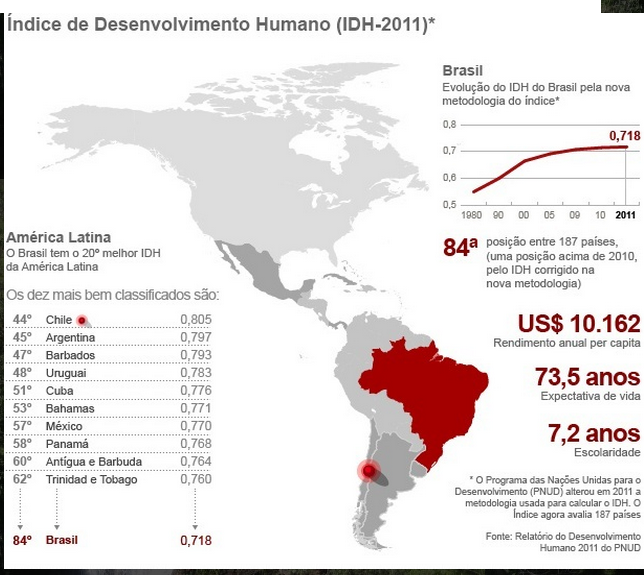 Índice de Desenvolvimento Humano (IDH-2011)*
Brasil
Evolução do IDH do Brasil pela nova
metodologia do índice*
0,8
0,718
0,7
0,6
0,5
1980 90 00 05 09 10 2011
América Latina
O Brasil tem o 20º melhor IDH
da América Latina
Os dez mais bem classificados são:
44º Chile 0,805
45º Argentina 0,797
47º Barbados 0,793
48º Uruguai 0,783
51º Cuba 0,776
53º Bahamas 0,771
57º México 0,770
58º Panamá 0,768
60º Antígua e Barbuda 0,764
62º Trinidad e Tobago 0,760
84º Brasil 0,718
84ª posição entre 187 países,
(uma posição acima de 2010,
pelo IDH corrigido na
nova metodologia)
US$ 10.162
Rendimento anual per capita
73,5 anos
Expectativa de vida
7,2 anos
Escolaridade
* O Programa das Nações Unidas para o
Desenvolvimento (PNUD) alterou em 2011 a
metodologia usada para calcular o IDH. O
Índice agora avalia 187 países
Fonte: Relatório do Desenvolvimento
Humano 2011 do PNUD